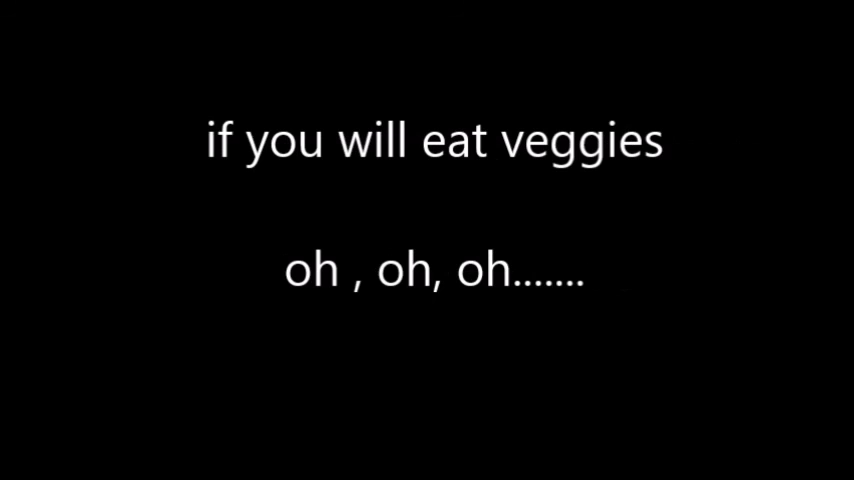 if you will eat veggies
oh , oh, oh.......